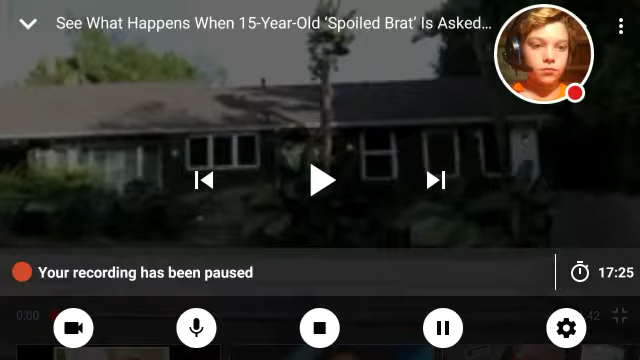 See What Happens When 15-Year-Old ‘Spoiled Brat’ Is Asked...
Your recording has been paused
17:25
0:00